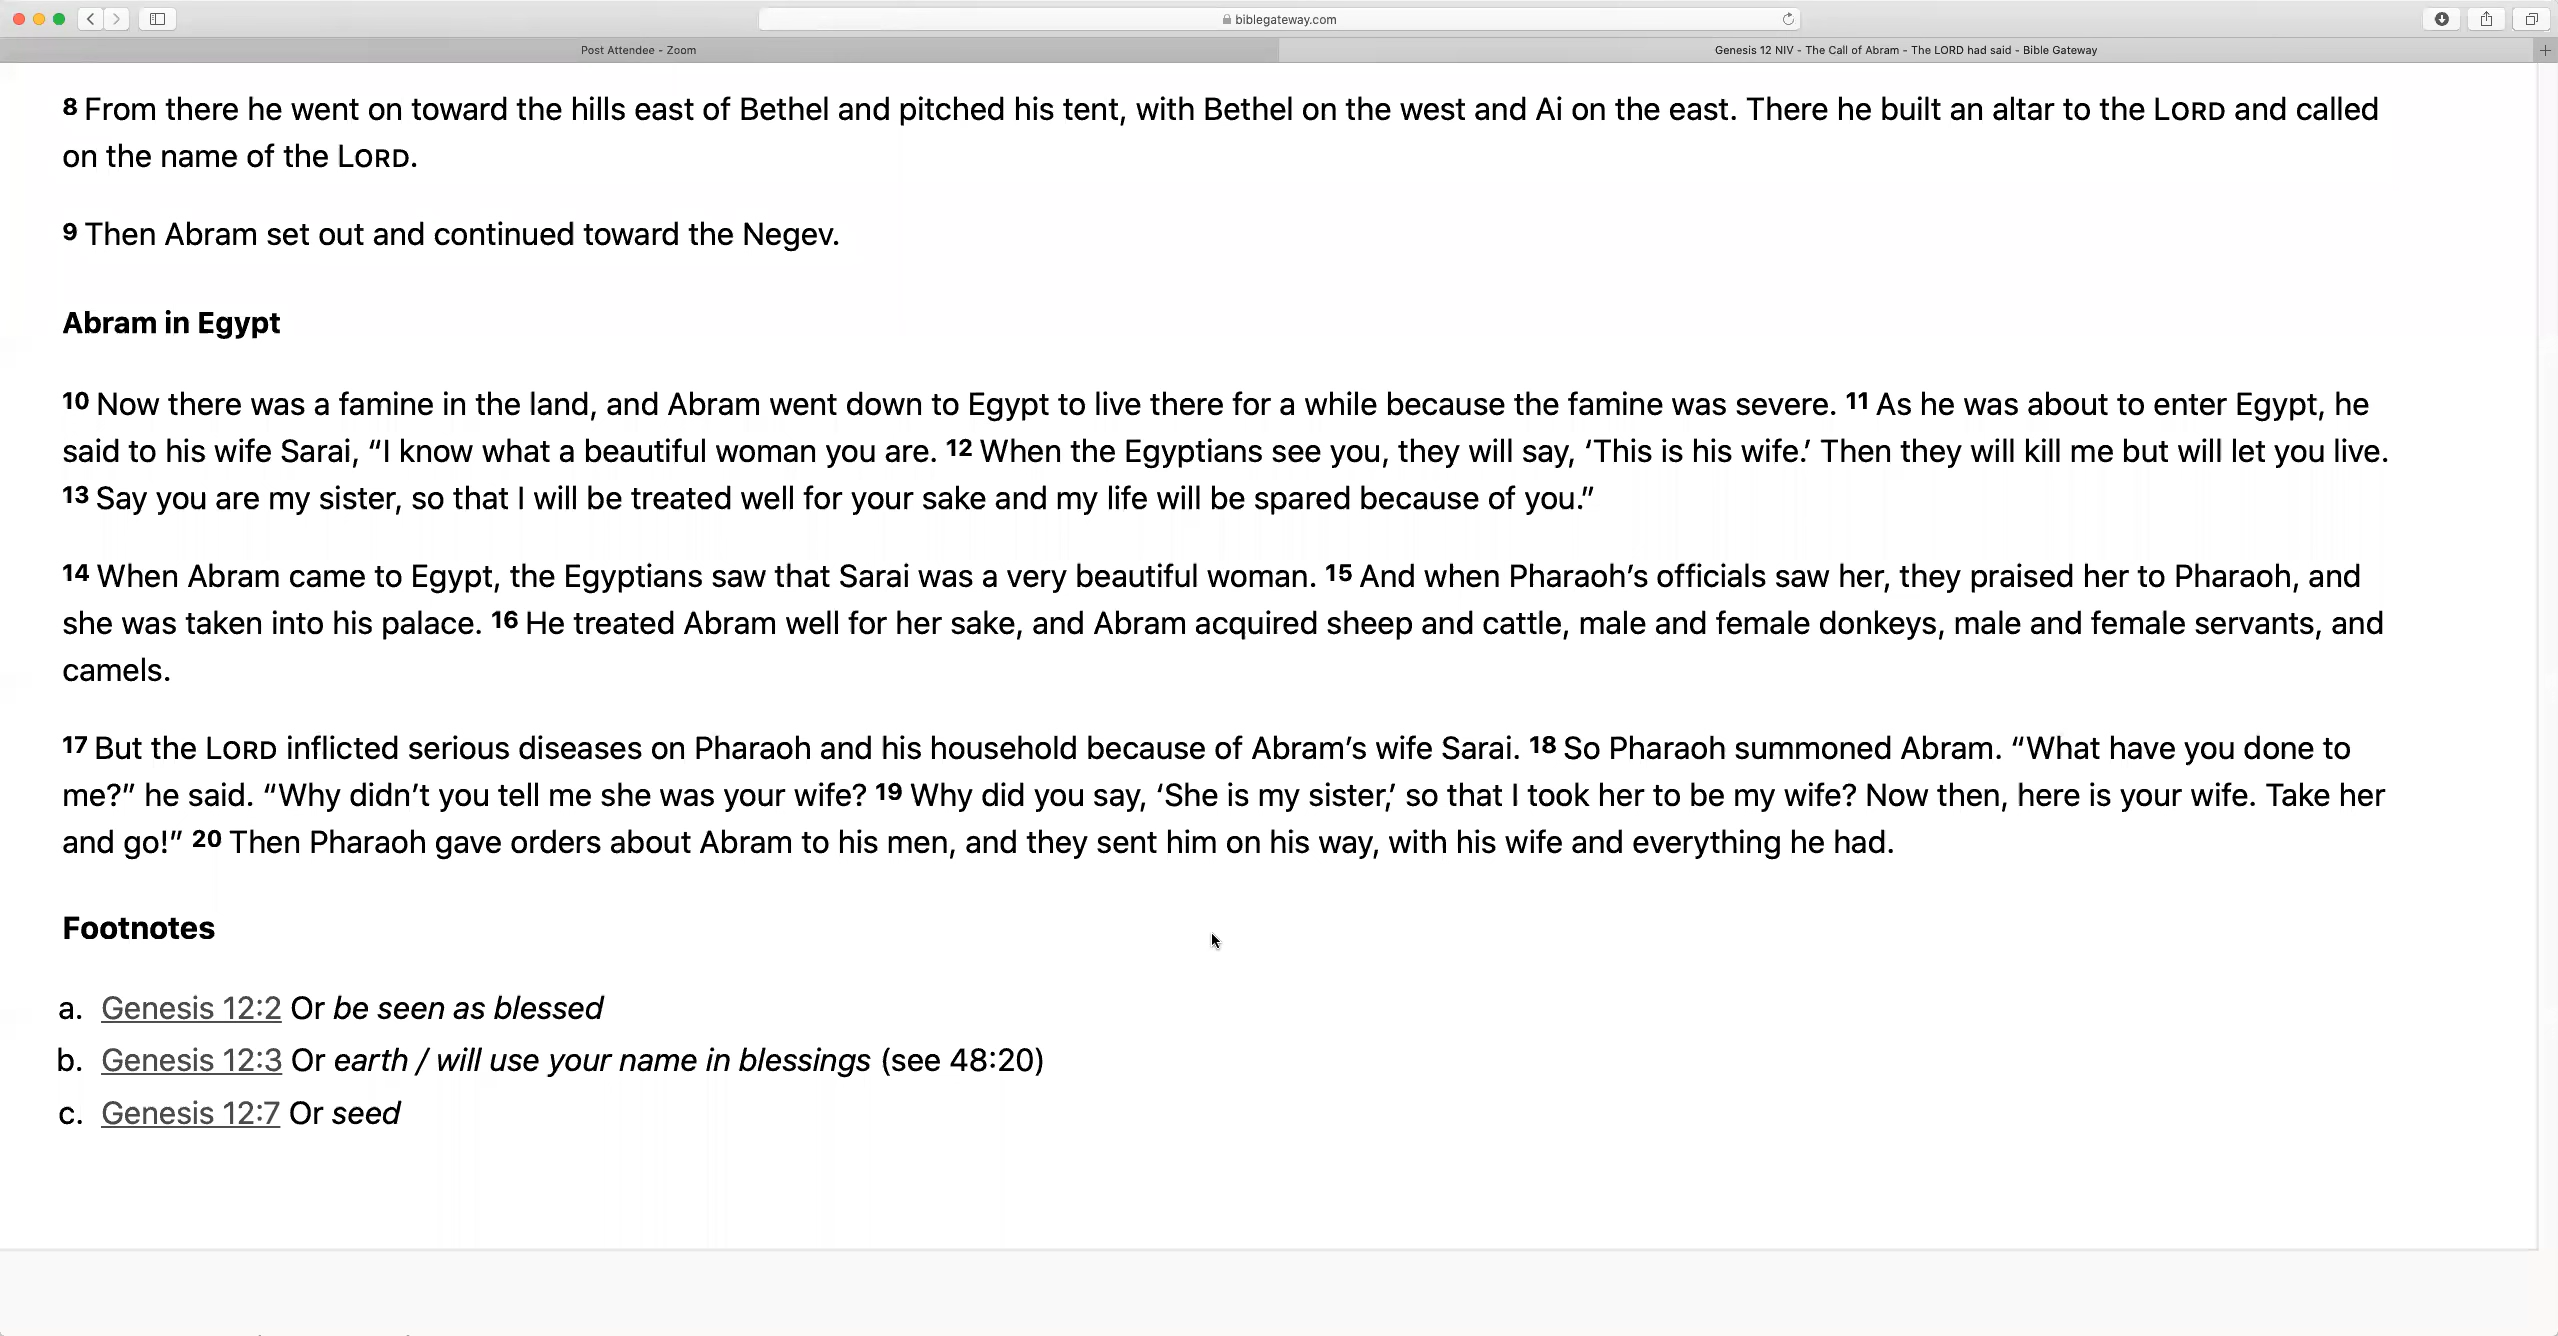 biblegateway.com
Post Attendee - Zoom
Genesis 12 NIV - The Call of Abram - The LORD had said - Bible Gateway
8 From there he went on toward the hills east of Bethel and pitched his tent, with Bethel on the west and Ai on the east. There he built an altar to the LORD and called
on the name of the LORD.
9 Then Abram set out and continued toward the Negev.
Abram in Egypt
10 Now there was a famine in the land, and Abram went down to Egypt to live there for a while because the famine was severe. 11 As he was about to enter Egypt, he
said to his wife Sarai, “I know what a beautiful woman you are. 12 When the Egyptians see you, they will say, ‘This is his wife.’ Then they will kill me but will let you live.
13 Say you are my sister, so that I will be treated well for your sake and my life will be spared because of you.”
14 When Abram came to Egypt, the Egyptians saw that Sarai was a very beautiful woman. 15 And when Pharaoh’s officials saw her, they praised her to Pharaoh, and
she was taken into his palace. 16 He treated Abram well for her sake, and Abram acquired sheep and cattle, male and female donkeys, male and female servants, and
camels.
17 But the LORD inflicted serious diseases on Pharaoh and his household because of Abram’s wife Sarai. 18 So Pharaoh summoned Abram. “What have you done to
me?” he said. “Why didn’t you tell me she was your wife? 19 Why did you say, ‘She is my sister,’ so that I took her to be my wife? Now then, here is your wife. Take her
and go!” 20 Then Pharaoh gave orders about Abram to his men, and they sent him on his way, with his wife and everything he had.
Footnotes
a. Genesis 12:2 Or be seen as blessed
b. Genesis 12:3 Or earth / will use your name in blessings (see 48:20)
c. Genesis 12:7 Or seed